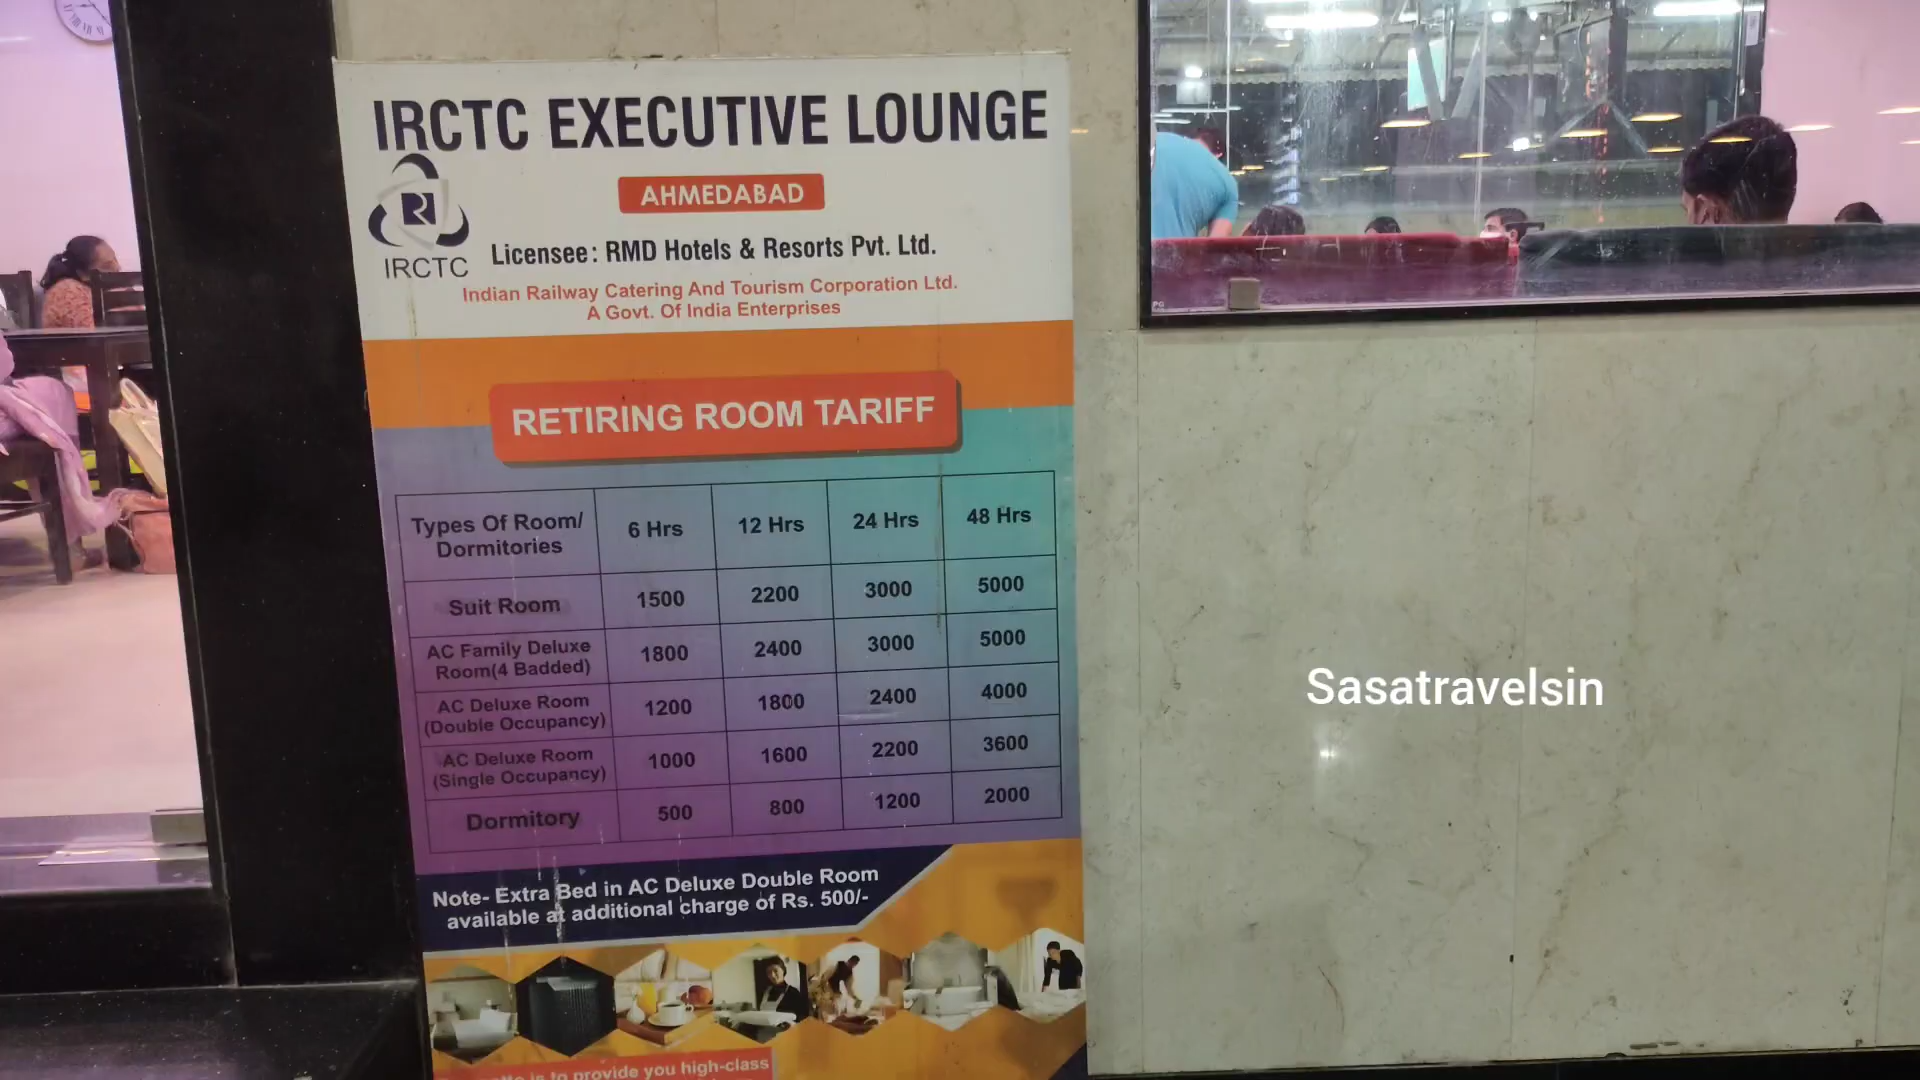 IRCTC EXECUTIVE LOUNGE
AHMEDABAD
IRCTC
Licensee: RMD Hotels & Resorts Pvt. Ltd.
Indian Railway Catering And Tourism Corporation Ltd.
A Govt. Of India Enterprises
RETIRING ROOM TARIFF
Types Of Room/ Dormitories 6 Hrs 12 Hrs 24 Hrs 48 Hrs
Suit Room 1500 2200 3000 5000
AC Family Deluxe Room(4 Badded) 1800 2400 3000 5000
AC Deluxe Room (Double Occupancy) 1200 1800 2400 4000
AC Deluxe Room (Single Occupancy) 1000 1600 2200 3600
Dormitory 500 800 1200 2000
Note- Extra Bed in AC Deluxe Double Room
available at additional charge of Rs. 500/-
is to provide you high-class
Sasatravelsin